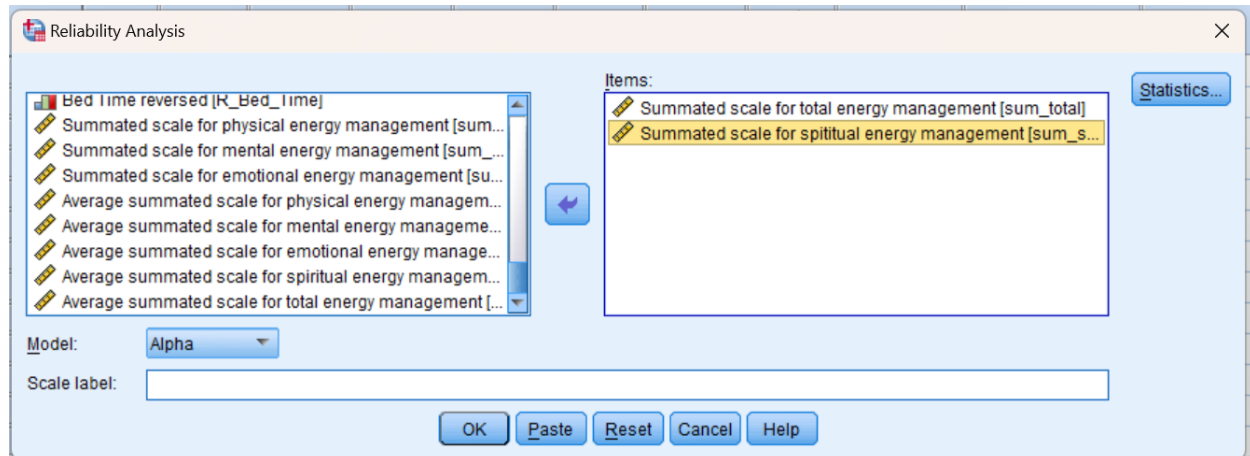 Reliability Analysis
Items:
Bed Time reversed [R_Bed_Time]
Summated scale for physical energy management [sum...
Summated scale for mental energy management [sum_...
Summated scale for emotional energy management [su...
Average summated scale for physical energy managem...
Average summated scale for mental energy manageme...
Average summated scale for emotional energy manage...
Average summated scale for spiritual energy managem...
Average summated scale for total energy management [...
Summated scale for total energy management [sum_total]
Summated scale for spititual energy management [sum_s...
Statistics...
Model:
Alpha
Scale label:
OK
Paste
Reset
Cancel
Help